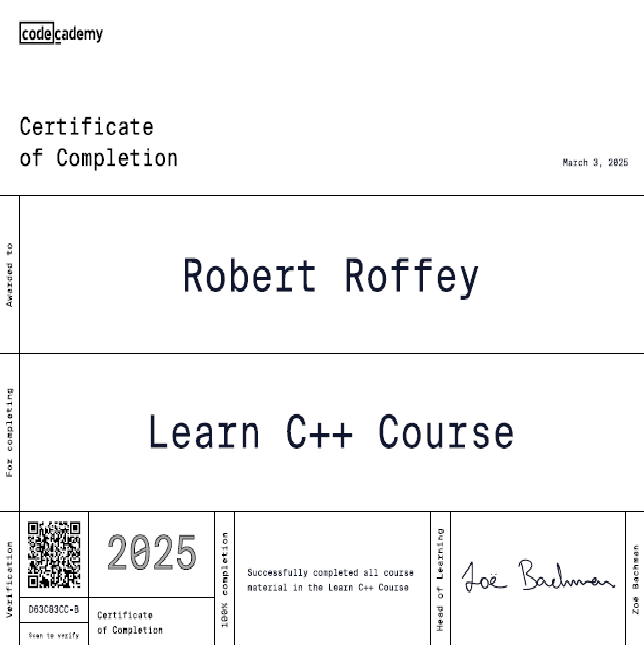 codecademy
Certificate
of Completion
March 3, 2025
Awarded to
Robert Roffey
For completing
Learn C++ Course
Verification
D63C83CC-B
Scan to verify
2025
Certificate
of Completion
100% completion
Successfully completed all course
material in the Learn C++ Course
Head of Learning
Zoë Bachman
Zoë Bachman